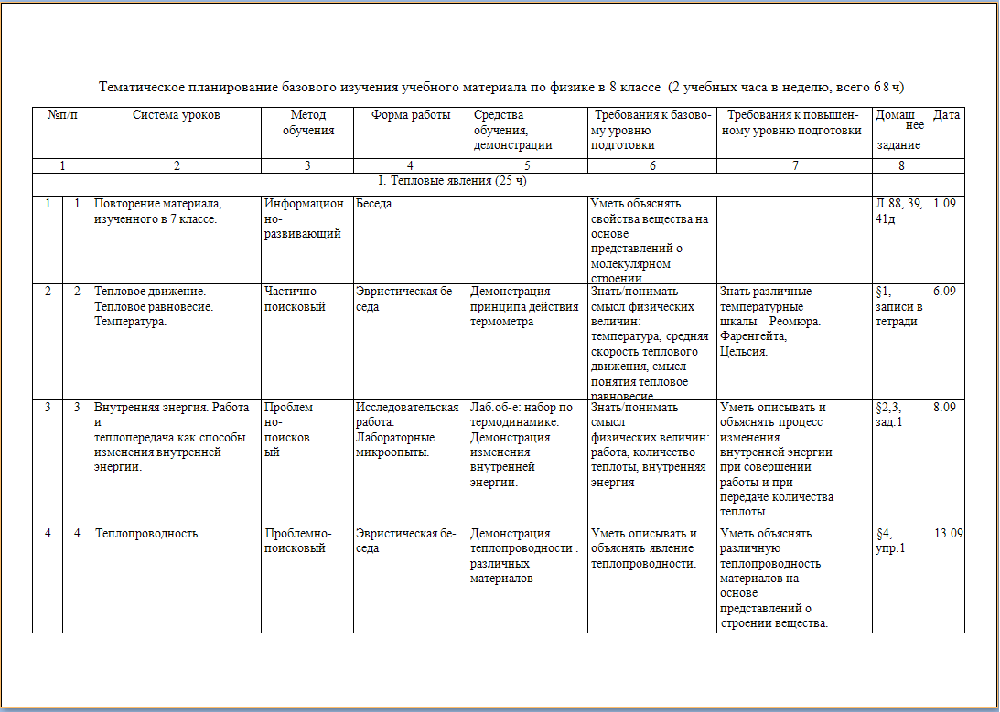 Тематическое планирование базового изучения учебного материала по физике в 8 классе (2 учебных часа в неделю, всего 68 ч)
№п/п
Система уроков
Метод
обучения
Форма работы
Средства
обучения,
демонстрации
Требования к базово-
му уровню
подготовки
Требования к повышен-
ному уровню подготовки
Домаш
нее
задание
Дата
1
2
3
4
5
6
7
8
I. Тепловые явления (25 ч)
1
1
Повторение материала,
изученного в 7 классе.
Информацион
но-
развивающий
Беседа
Уметь объяснять
свойства вещества на
основе
представлений о
молекулярном
строении.
Л.88, 39,
41д
1.09
2
2
Тепловое движение.
Тепловое равновесие.
Температура.
Частично-
поисковый
Эвристическая бе-
седа
Демонстрация
принципа действия
термометра
Знать/понимать
смысл физических
величин:
температура, средняя
скорость теплового
движения, смысл
понятия тепловое
равновесие
Знать различные
температурные
шкалы Реомюра.
Фаренгейта,
Цельсия.
§1,
записи в
тетради
6.09
3
3
Внутренняя энергия. Работа
и
теплопередача как способы
изменения внутренней
энергии.
Проблем
но-
поисков
ый
Исследовательская
работа.
Лабораторные
микроопыты.
Лаб.об-е: набор по
термодинамике.
Демонстрация
изменения
внутренней
энергии.
Знать/понимать
смысл
физических величин:
работа, количество
теплоты, внутренняя
энергия
Уметь описывать и
объяснять процесс
изменения
внутренней энергии
при совершении
работы и при
передаче количества
теплоты.
§2,3,
зад.1
8.09
4
4
Теплопроводность
Проблемно-
поисковый
Эвристическая бе-
седа
Демонстрация
теплопроводности .
различных
материалов
Уметь описывать и
объяснять явление
теплопроводности.
Уметь объяснять
различную
теплопроводность
материалов на
основе
представлений о
строении вещества.
§4,
упр.1
13.09